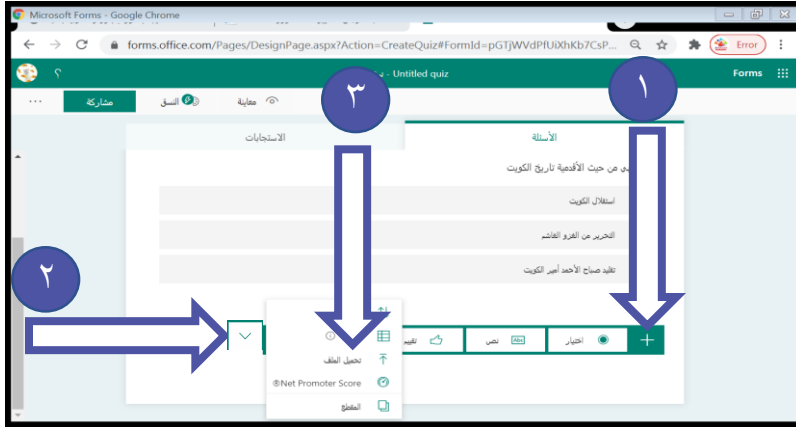 Microsoft Forms - Google Chrome
forms.office.com/Pages/DesignPage.aspx?Action=CreateQuiz#FormId=pGTjWVdPfUiXhKb7CsP...
Error
Forms
Untitled quiz -
؟
معاينة
النسق
مشاركة
١
٣
الأسئلة
الاستجابات
من حيث الأقدمية تاريخ الكويت
استقلال الكويت
التحرير من الغزو الغاشم
تقليد صباح الأحمد أمير الكويت
٢
اختيار
نص
Abc
تقييم
تحميل الملف
Net Promoter Score®
المقطع